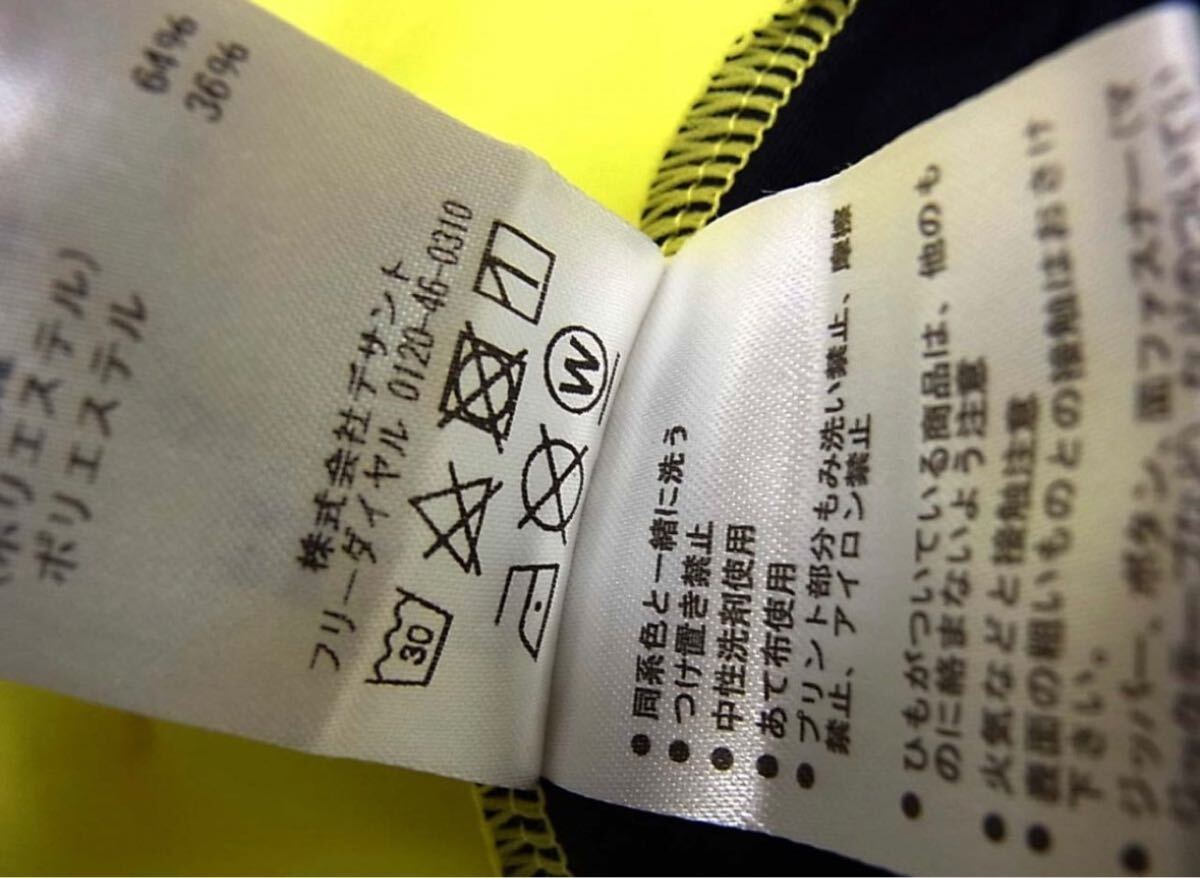 64%
36%
(ポリエステル)
ポリエステル
株式会社デサント
フリーダイヤル 0120-46-0310
30
W
● 同系色と一緒に洗う
● つけ置き禁止
● 中性洗剤使用
● あて布使用
● プリント部分もみ洗い禁止、摩擦
禁止、アイロン禁止
● ひもがついている商品は、他のも
のに絡まないよう注意
● 火気などと接触注意
● 表面の粗いものとの接触はおさけ
下さい。
● ジッパー、ボタン、面ファスナー